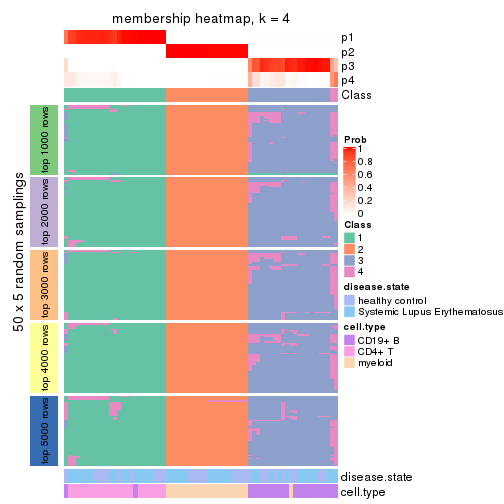 membership heatmap, k = 4
p1
p2
p3
p4
Class
50 x 5 random samplings
top 1000 rows
top 2000 rows
top 3000 rows
top 4000 rows
top 5000 rows
Prob
1
0.8
0.6
0.4
0.2
0
Class
1
2
3
4
disease.state
healthy control
Systemic Lupus Erythematosus
cell.type
CD19+ B
CD4+ T
myeloid
disease.state
cell.type